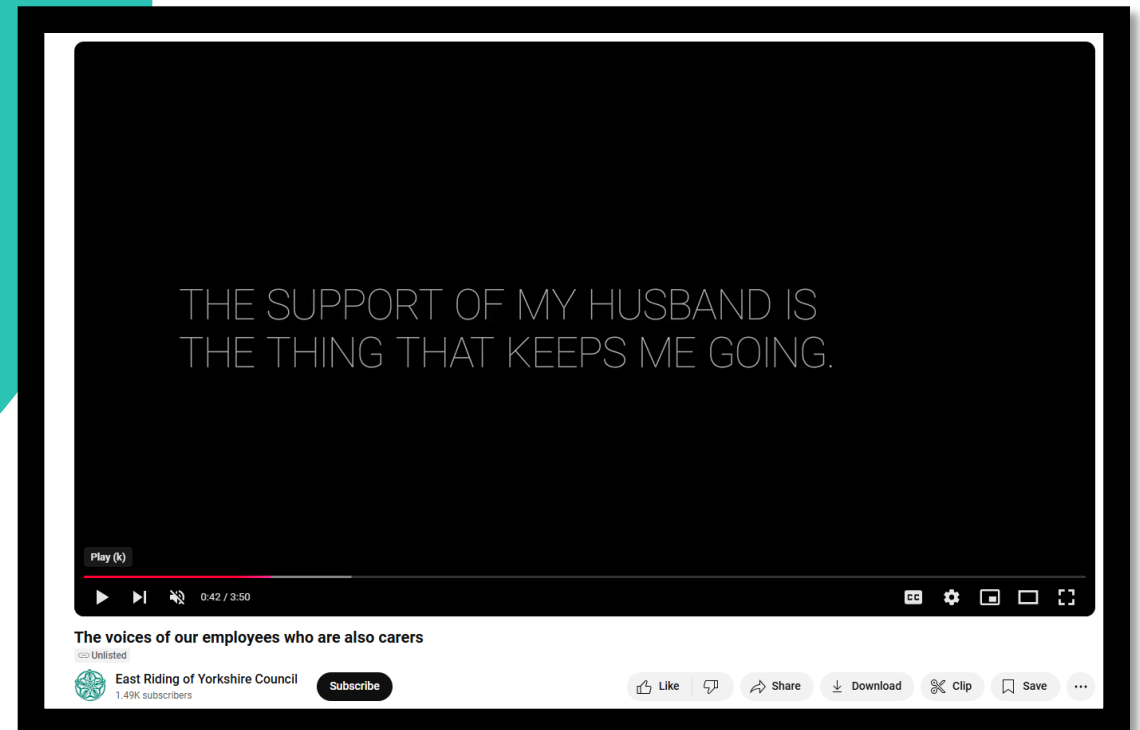 THE SUPPORT OF MY HUSBAND IS
THE THING THAT KEEPS ME GOING.
Play (k)
0:42 / 3:50
CC
The voices of our employees who are also carers
Unlisted
East Riding of Yorkshire Council
1.49K subscribers
Subscribe
Like
Share
Download
Clip
Save